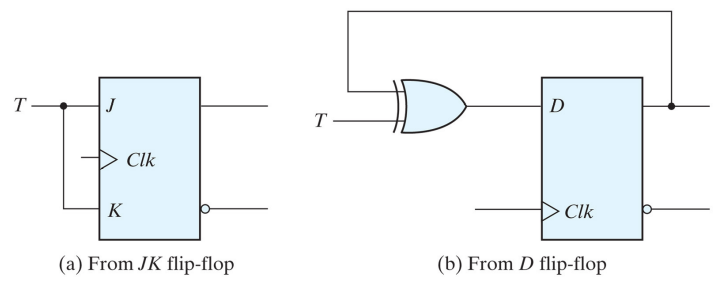 T
J
Clk
K
(a) From JK flip-flop
T
D
Clk
(b) From D flip-flop